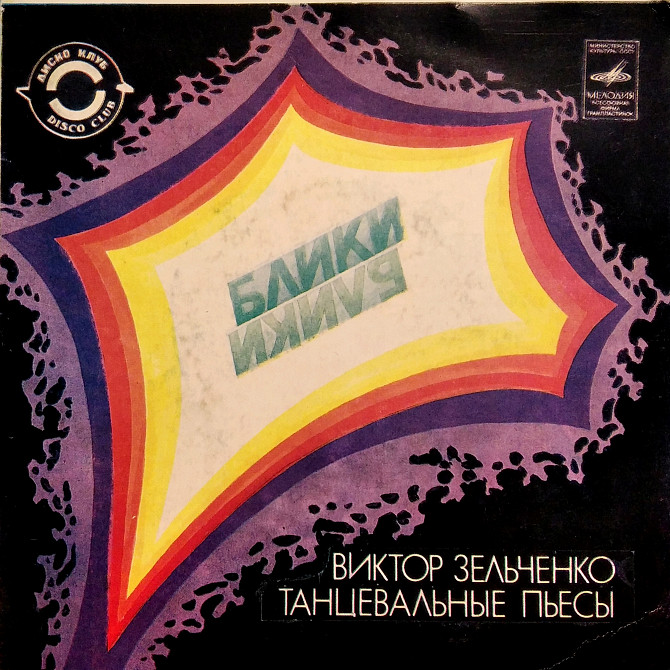 ДИСКО КЛУБ
DISCO CLUB
МИНИСТЕРСТВО
КУЛЬТУРЫ СССР
МЕЛОДИЯ
ВСЕСОЮЗНАЯ
ФИРМА
ГРАМПЛАСТИНОК
БЛИКИ
БЛИКИ
ВИКТОР ЗЕЛЬЧЕНКО
ТАНЦЕВАЛЬНЫЕ ПЬЕСЫ